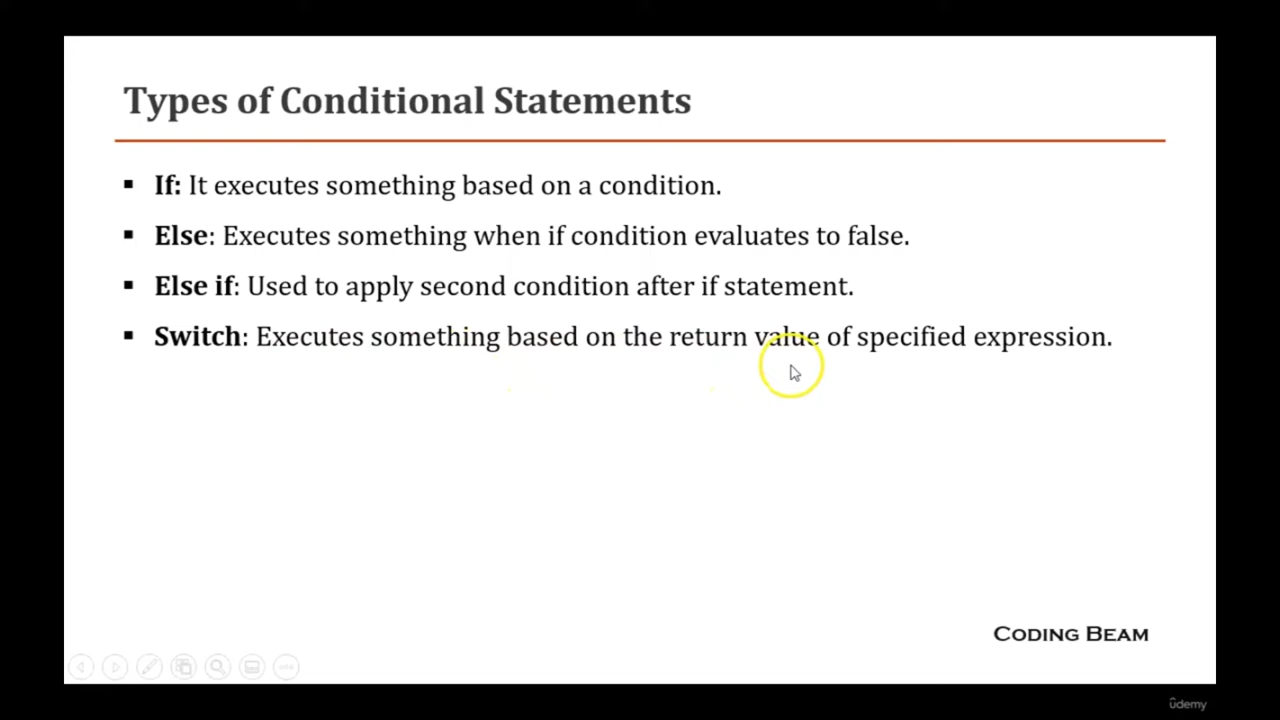 Types of Conditional Statements
▪ If: It executes something based on a condition.
▪ Else: Executes something when if condition evaluates to false.
▪ Else if: Used to apply second condition after if statement.
▪ Switch: Executes something based on the return value of specified expression.
CODING BEAM
ûdemy